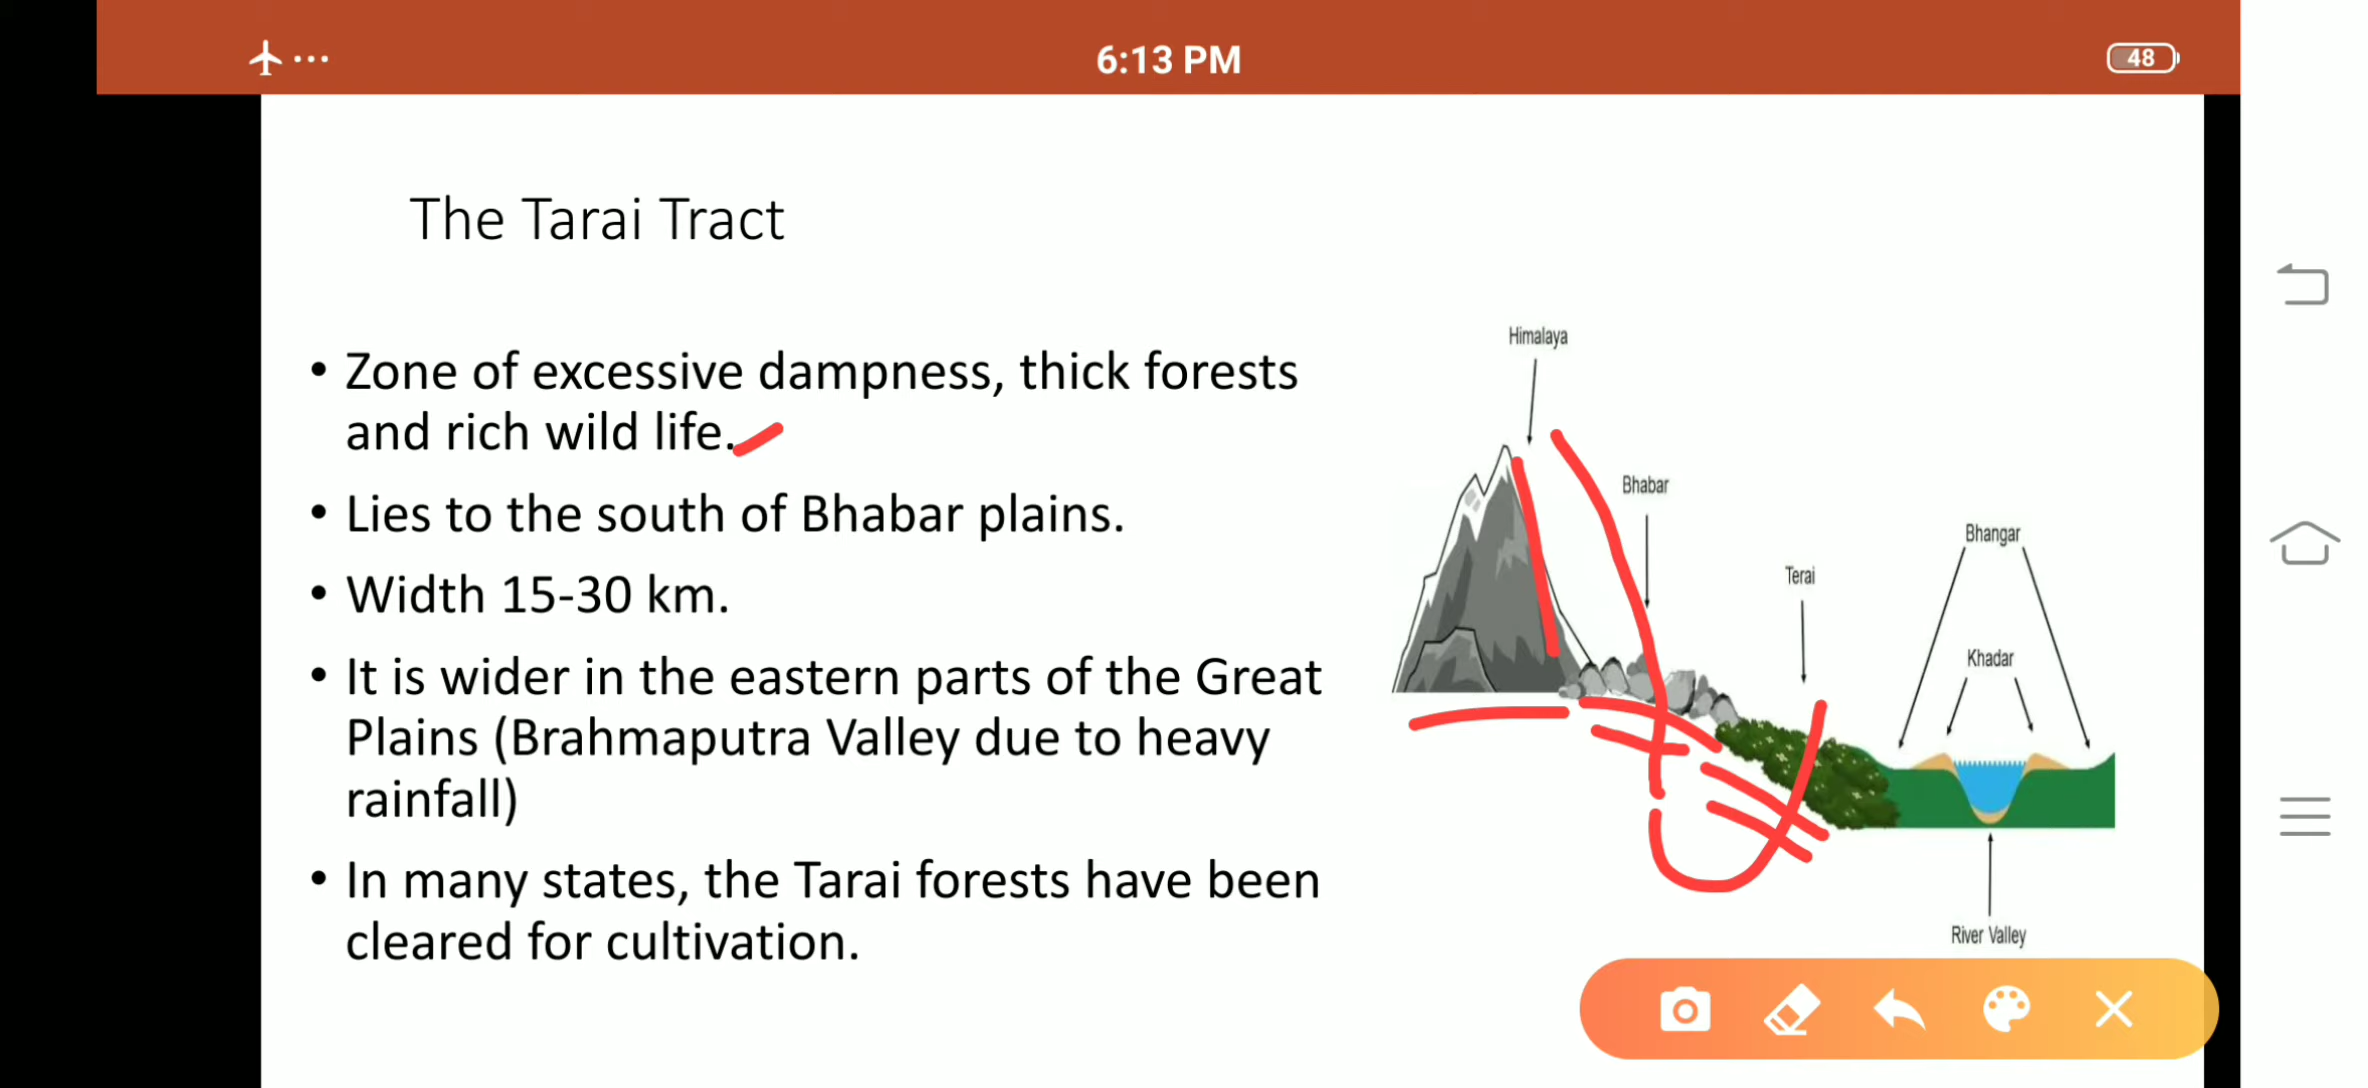 6:13 PM
48
The Tarai Tract
• Zone of excessive dampness, thick forests
and rich wild life.
• Lies to the south of Bhabar plains.
• Width 15-30 km.
• It is wider in the eastern parts of the Great
Plains (Brahmaputra Valley due to heavy
rainfall)
• In many states, the Tarai forests have been
cleared for cultivation.
Himalaya
Bhabar
Terai
Bhangar
Khadar
River Valley